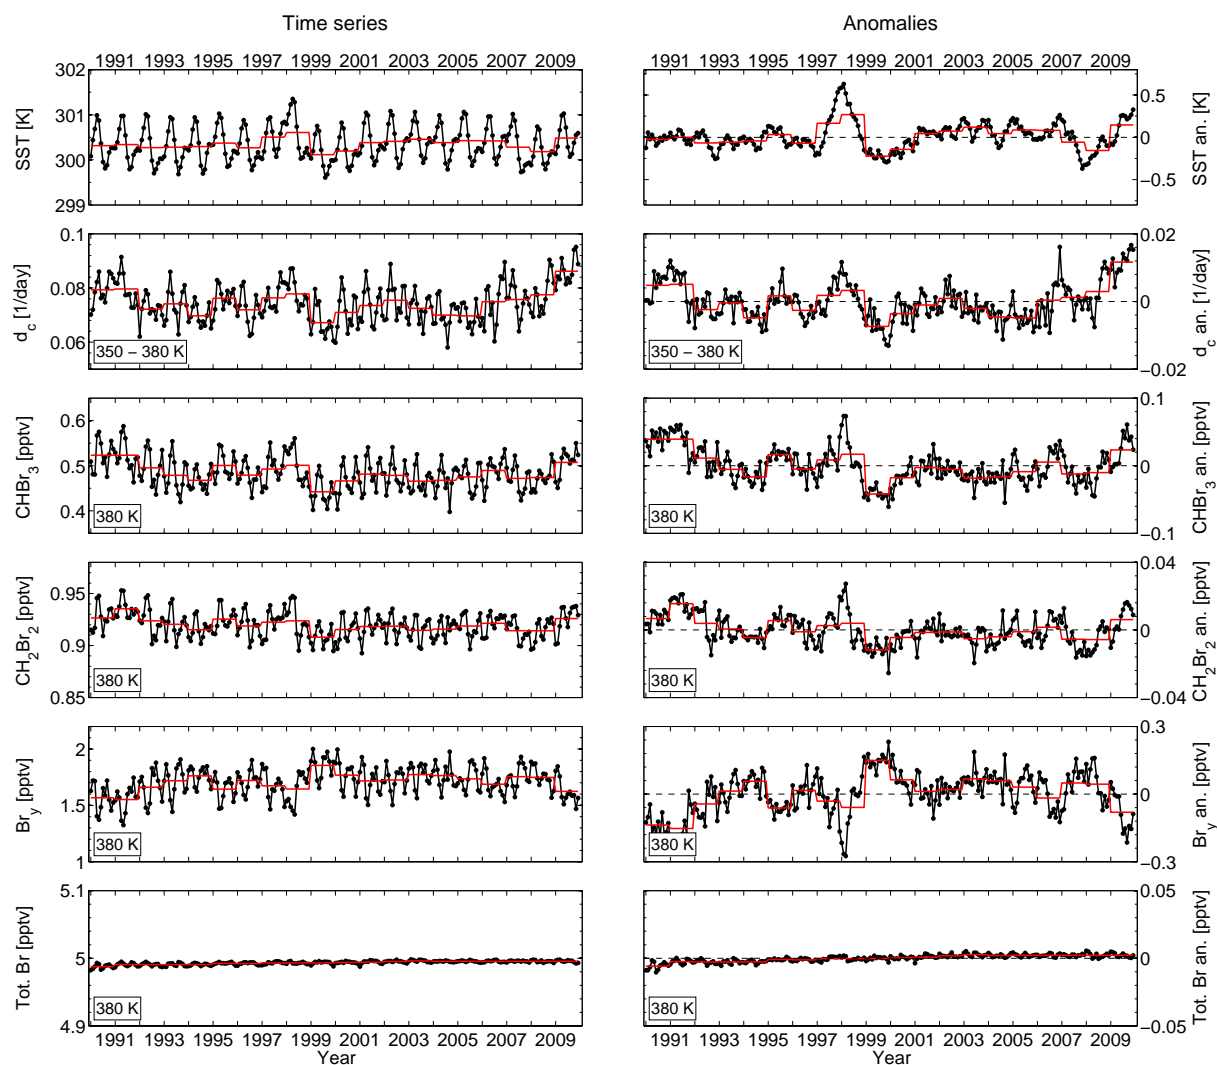 Time series
Anomalies
1991 1993 1995 1997 1999 2001 2003 2005 2007 2009
1991 1993 1995 1997 1999 2001 2003 2005 2007 2009
302
301
300
299
SST [K]
0.5
0
−0.5
SST an. [K]
0.1
0.08
0.06
d_c [1/day]
350 − 380 K
0.02
0
−0.02
d_c an. [1/day]
350 − 380 K
0.6
0.5
0.4
CHBr_3 [pptv]
380 K
0.1
0
−0.1
CHBr_3 an. [pptv]
380 K
0.95
0.9
0.85
CH_2Br_2 [pptv]
380 K
0.04
0
−0.04
CH_2Br_2 an. [pptv]
380 K
2
1.5
1
Br_y [pptv]
380 K
0.3
0
−0.3
Br_y an. [pptv]
380 K
5.1
5
4.9
Tot. Br [pptv]
380 K
0.05
0
−0.05
Tot. Br an. [pptv]
380 K
1991 1993 1995 1997 1999 2001 2003 2005 2007 2009
Year
1991 1993 1995 1997 1999 2001 2003 2005 2007 2009
Year